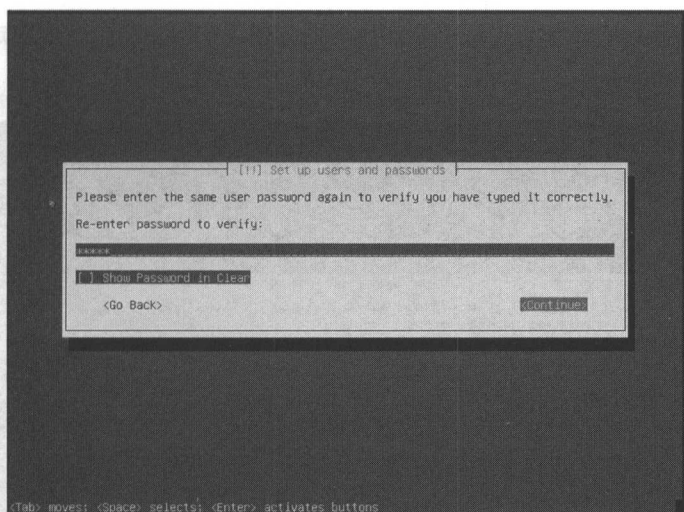 [!!] Set up users and passwords
Please enter the same user password again to verify you have typed it correctly.
Re-enter password to verify:
*****
[ ] Show Password in Clear
<Go Back> <Continue>
<Tab> moves; <Space> selects; <Enter> activates buttons